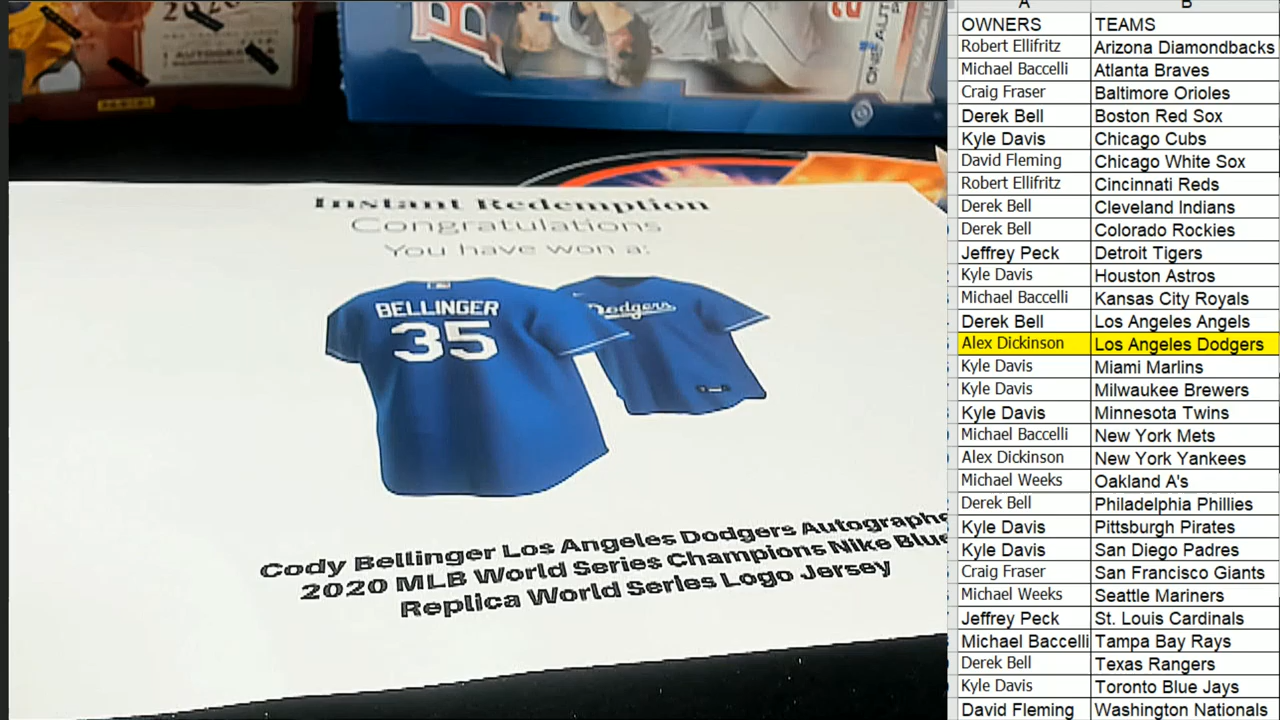 2020
1 AUTOGRAPH
PANINI
B
ONE AUT
Instant Redemption
Congratulations
You have won a:
BELLINGER
35
Dodgers
Cody Bellinger Los Angeles Dodgers Autographe
2020 MLB World Series Champions Nike Blue
Replica World Series Logo Jersey
A B
OWNERS TEAMS
Robert Ellifritz Arizona Diamondbacks
Michael Baccelli Atlanta Braves
Craig Fraser Baltimore Orioles
Derek Bell Boston Red Sox
Kyle Davis Chicago Cubs
David Fleming Chicago White Sox
Robert Ellifritz Cincinnati Reds
Derek Bell Cleveland Indians
Derek Bell Colorado Rockies
Jeffrey Peck Detroit Tigers
Kyle Davis Houston Astros
Michael Baccelli Kansas City Royals
Derek Bell Los Angeles Angels
Alex Dickinson Los Angeles Dodgers
Kyle Davis Miami Marlins
Kyle Davis Milwaukee Brewers
Kyle Davis Minnesota Twins
Michael Baccelli New York Mets
Alex Dickinson New York Yankees
Michael Weeks Oakland A's
Derek Bell Philadelphia Phillies
Kyle Davis Pittsburgh Pirates
Kyle Davis San Diego Padres
Craig Fraser San Francisco Giants
Michael Weeks Seattle Mariners
Jeffrey Peck St. Louis Cardinals
Michael Baccelli Tampa Bay Rays
Derek Bell Texas Rangers
Kyle Davis Toronto Blue Jays
David Fleming Washington Nationals